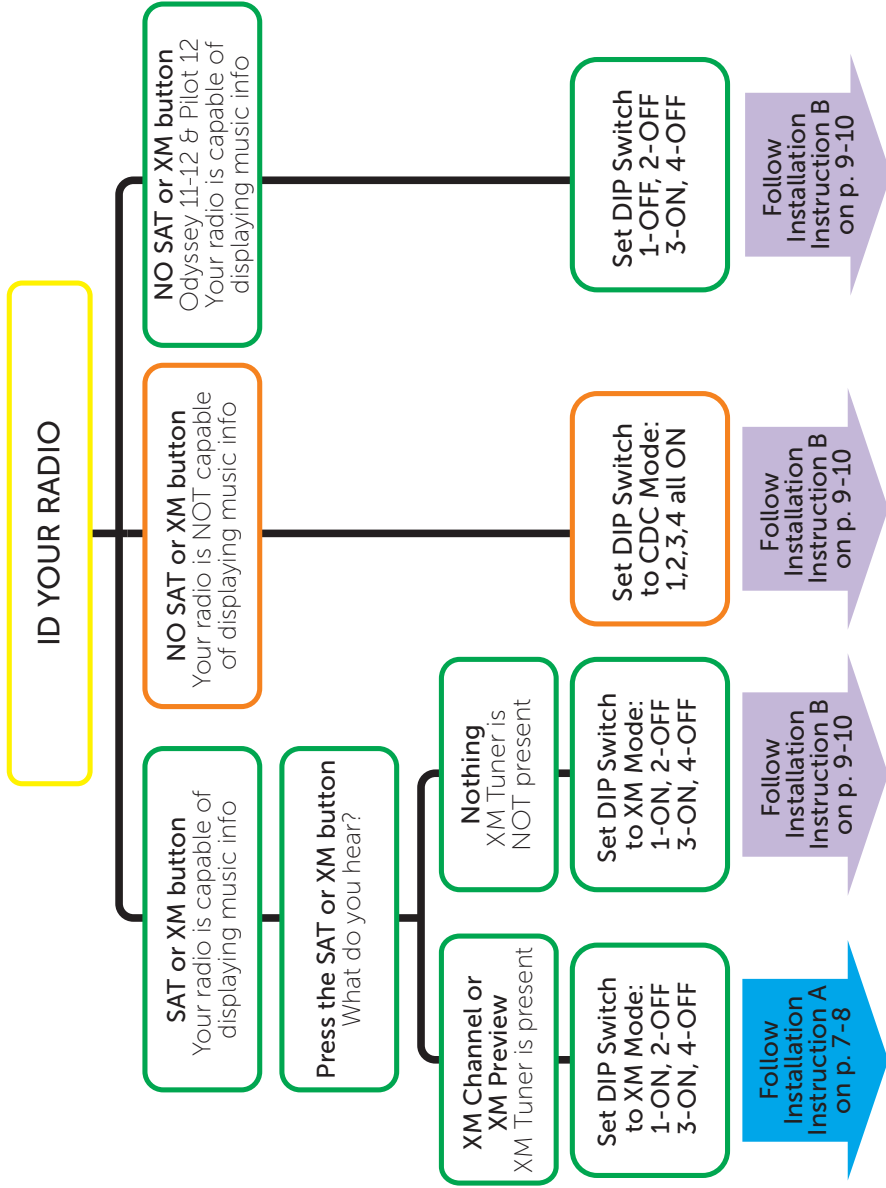 ID YOUR RADIO
SAT or XM button
Your radio is capable of
displaying music info
Press the SAT or XM button
What do you hear?
XM Channel or
XM Preview
XM Tuner is present
Set DIP Switch
to XM Mode:
1-ON, 2-OFF
3-ON, 4-OFF
Follow
Installation
Instruction A
on p. 7-8
Nothing
XM Tuner is
NOT present
Set DIP Switch
to XM Mode:
1-ON, 2-OFF
3-ON, 4-OFF
Follow
Installation
Instruction B
on p. 9-10
NO SAT or XM button
Your radio is NOT capable
of displaying music info
Set DIP Switch
to CDC Mode:
1,2,3,4 all ON
Follow
Installation
Instruction B
on p. 9-10
NO SAT or XM button
Odyssey 11-12 & Pilot 12
Your radio is capable of
displaying music info
Set DIP Switch
1-OFF, 2-OFF
3-ON, 4-OFF
Follow
Installation
Instruction B
on p. 9-10